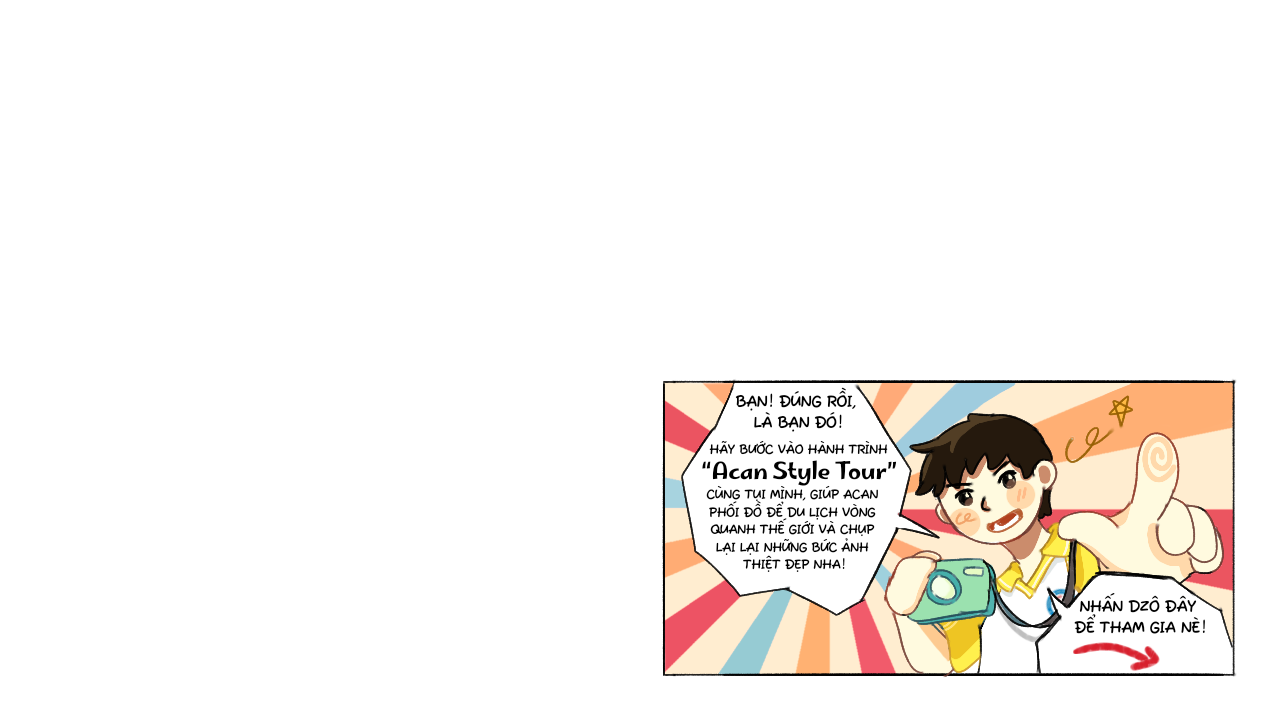 BẠN! ĐÚNG RỒI,
LÀ BẠN ĐÓ!
HÃY BƯỚC VÀO HÀNH TRÌNH
“Acan Style Tour”
CÙNG TỤI MÌNH, GIÚP ACAN
PHỐI ĐỒ ĐỂ DU LỊCH VÒNG
QUANH THẾ GIỚI VÀ CHỤP
LẠI LẠI NHỮNG BỨC ẢNH
THIỆT ĐẸP NHA!
NHẤN DZÔ ĐÂY
ĐỂ THAM GIA NÈ!